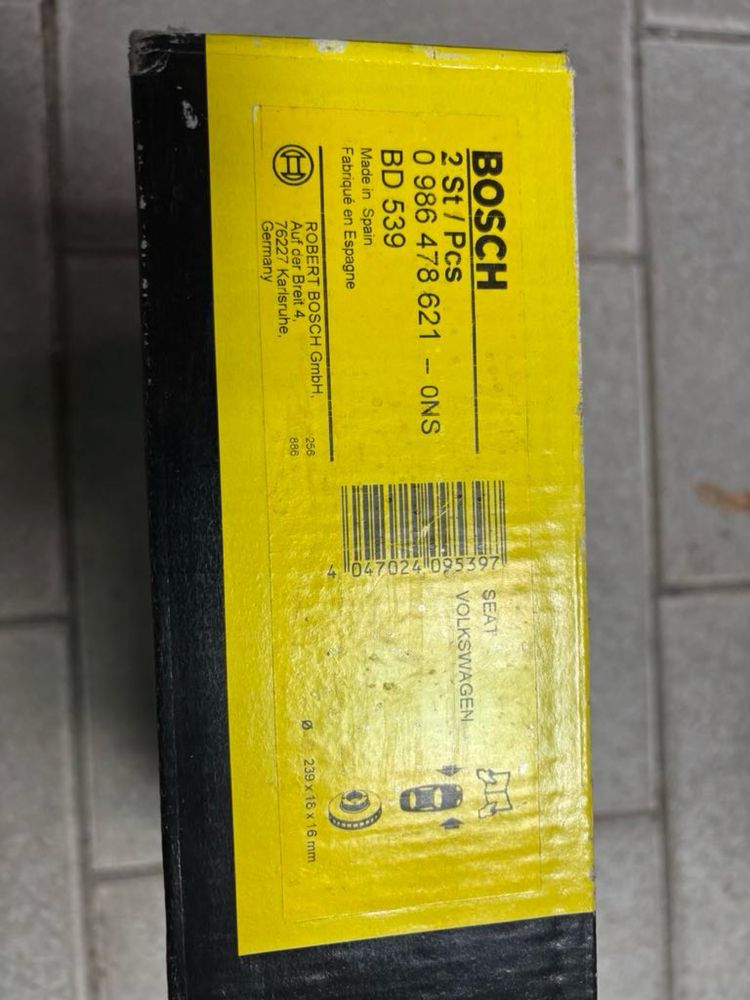 BOSCH
2 St / Pcs
0 986 478 621 -- 0NS
BD 539
Made in Spain
Fabriqué en Espagne
ROBERT BOSCH GmbH,
Auf der Breit 4,
76227 Karlsruhe,
Germany
256
886
4 047024 095397
SEAT
VOLKSWAGEN
Ø 239 x 18 x 16 mm